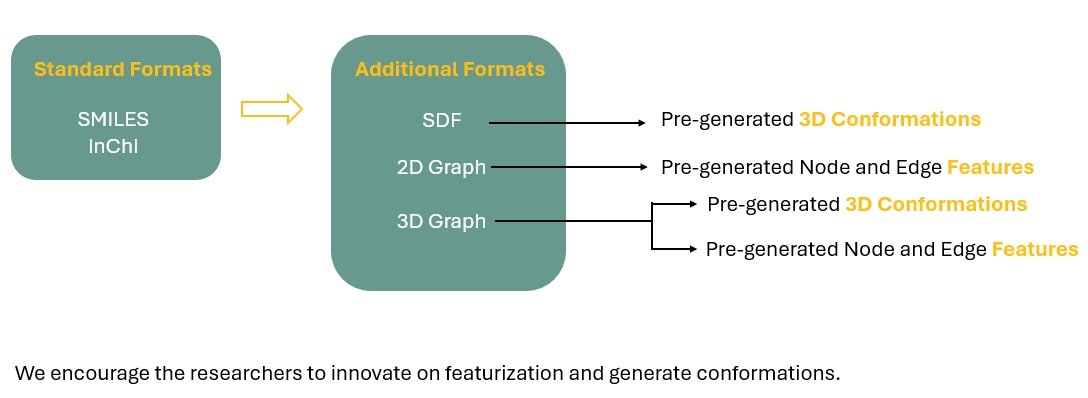 Standard Formats
SMILES
InChI
Additional Formats
SDF
2D Graph
3D Graph
Pre-generated 3D Conformations
Pre-generated Node and Edge Features
Pre-generated 3D Conformations
Pre-generated Node and Edge Features
We encourage the researchers to innovate on featurization and generate conformations.